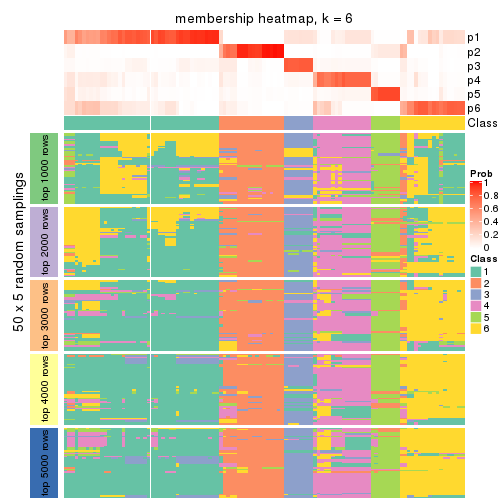 membership heatmap, k = 6
p1
p2
p3
p4
p5
p6
Class
50 x 5 random samplings
top 1000 rows
top 2000 rows
top 3000 rows
top 4000 rows
top 5000 rows
Prob
1
0.8
0.6
0.4
0.2
0
Class
1
2
3
4
5
6